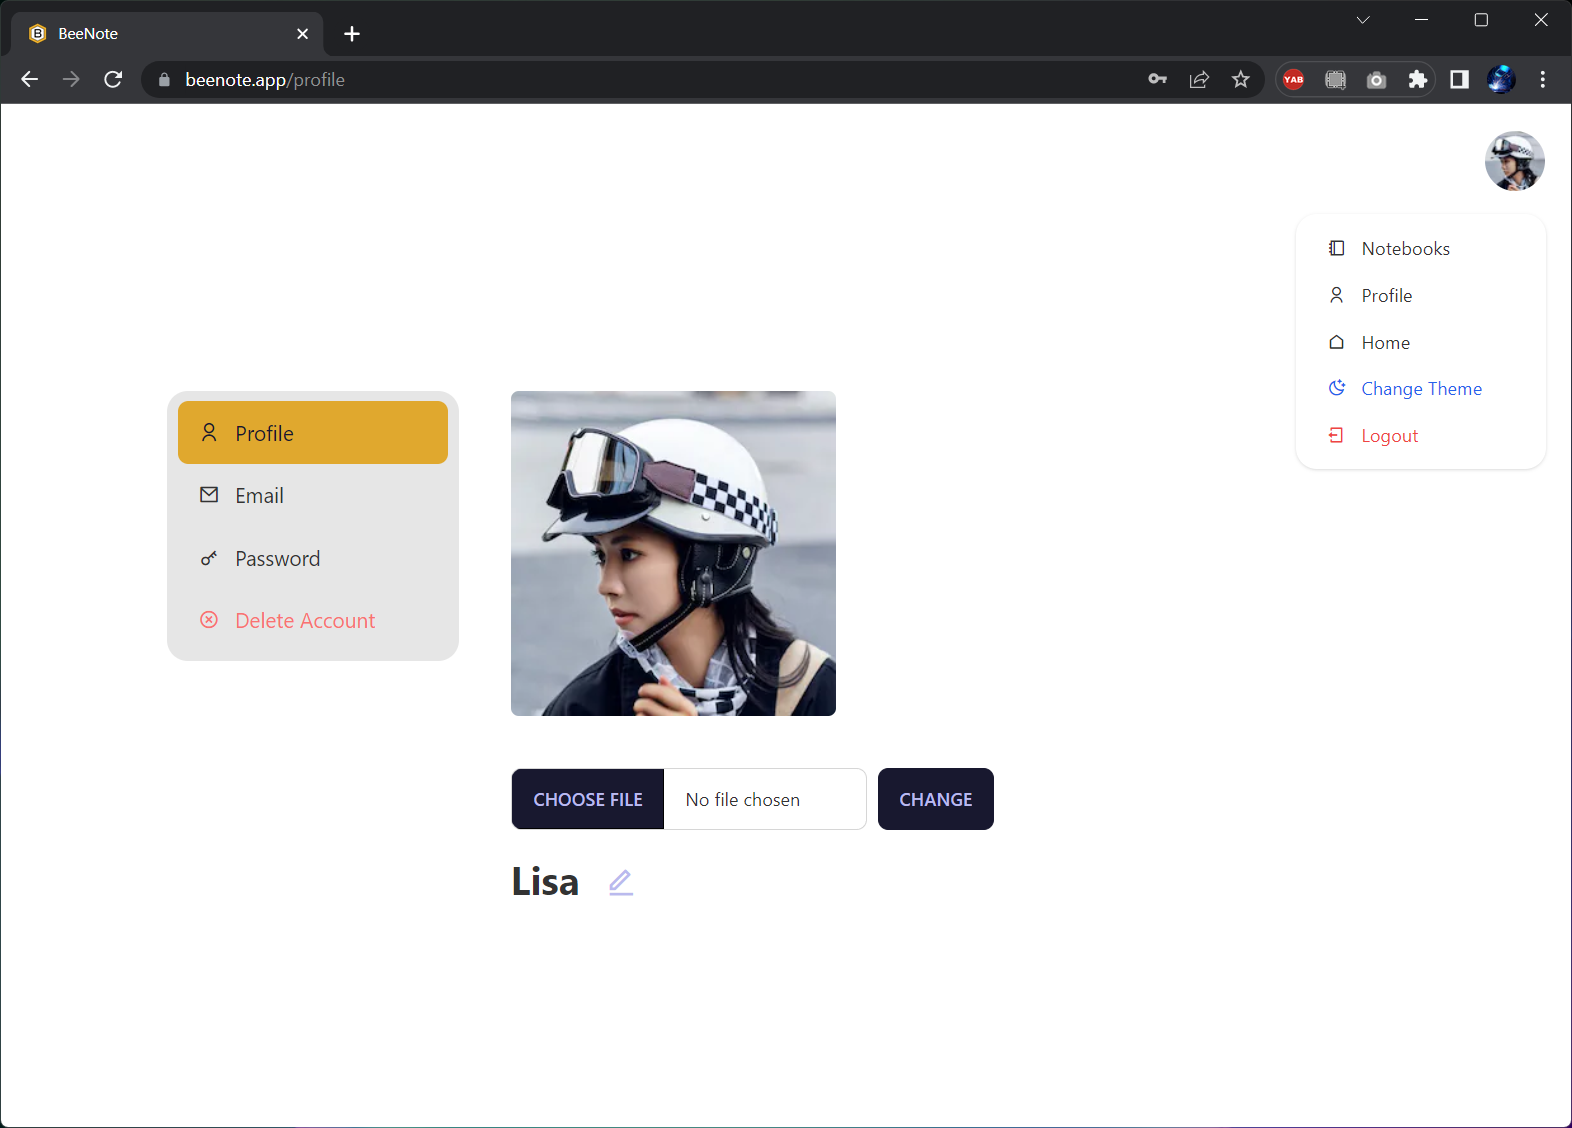 BeeNote
beenote.app/profile
YAB
Notebooks
Profile
Home
Change Theme
Logout
Profile
Email
Password
Delete Account
CHOOSE FILE No file chosen CHANGE
Lisa